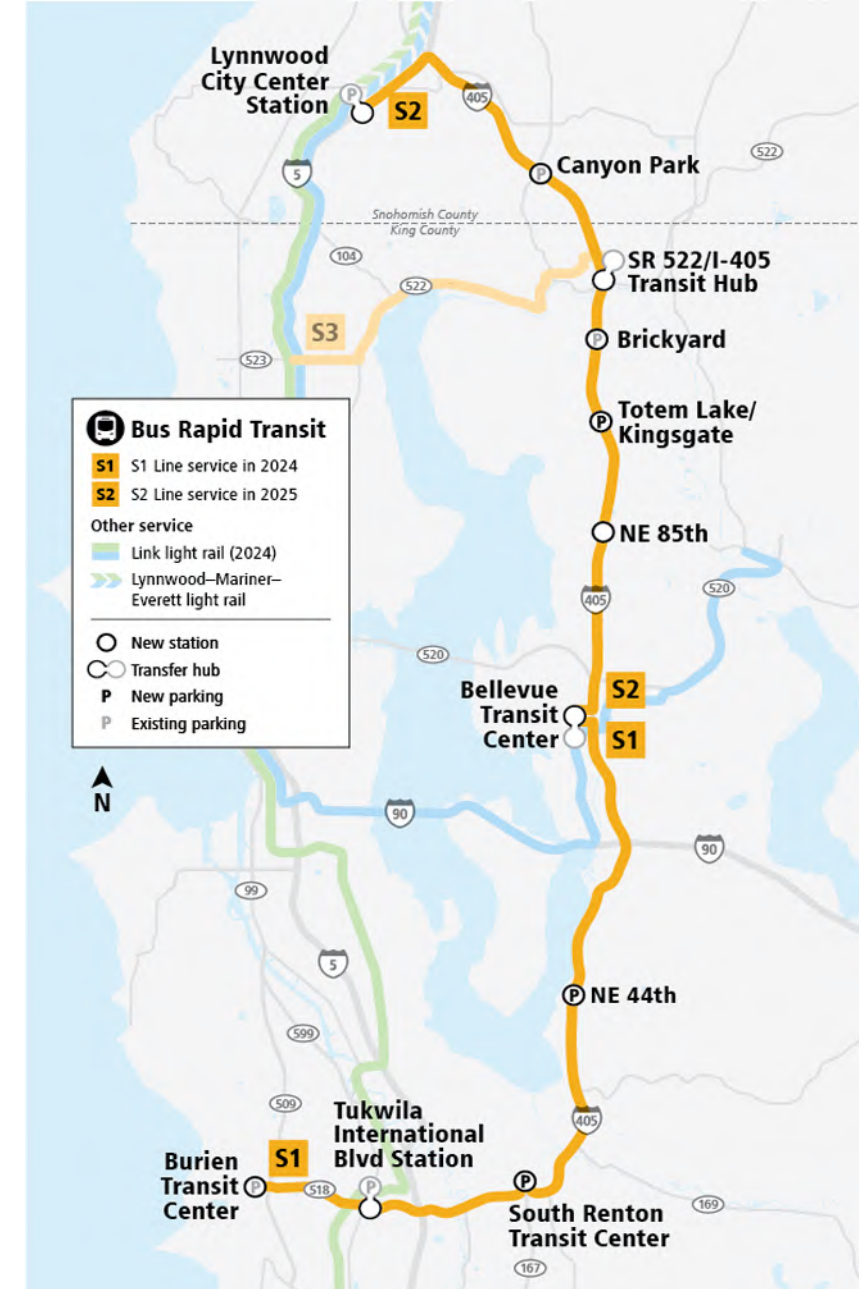 Lynnwood
City Center
Station
P
S2
405
Canyon Park
P
522
5
Snohomish County
King County
104
SR 522/I-405
Transit Hub
522
S3
523
Brickyard
P
Totem Lake/
Kingsgate
P
Bus Rapid Transit
S1 S1 Line service in 2024
S2 S2 Line service in 2025
Other service
Link light rail (2024)
Lynnwood–Mariner–
Everett light rail
New station
Transfer hub
P New parking
P Existing parking
N
NE 85th
405
520
520
Bellevue
Transit
Center
S2
S1
90
90
99
5
P NE 44th
599
509
405
Tukwila
International
Blvd Station
P
Burien
Transit
Center
P
S1
518
P
South Renton
Transit Center
169
167